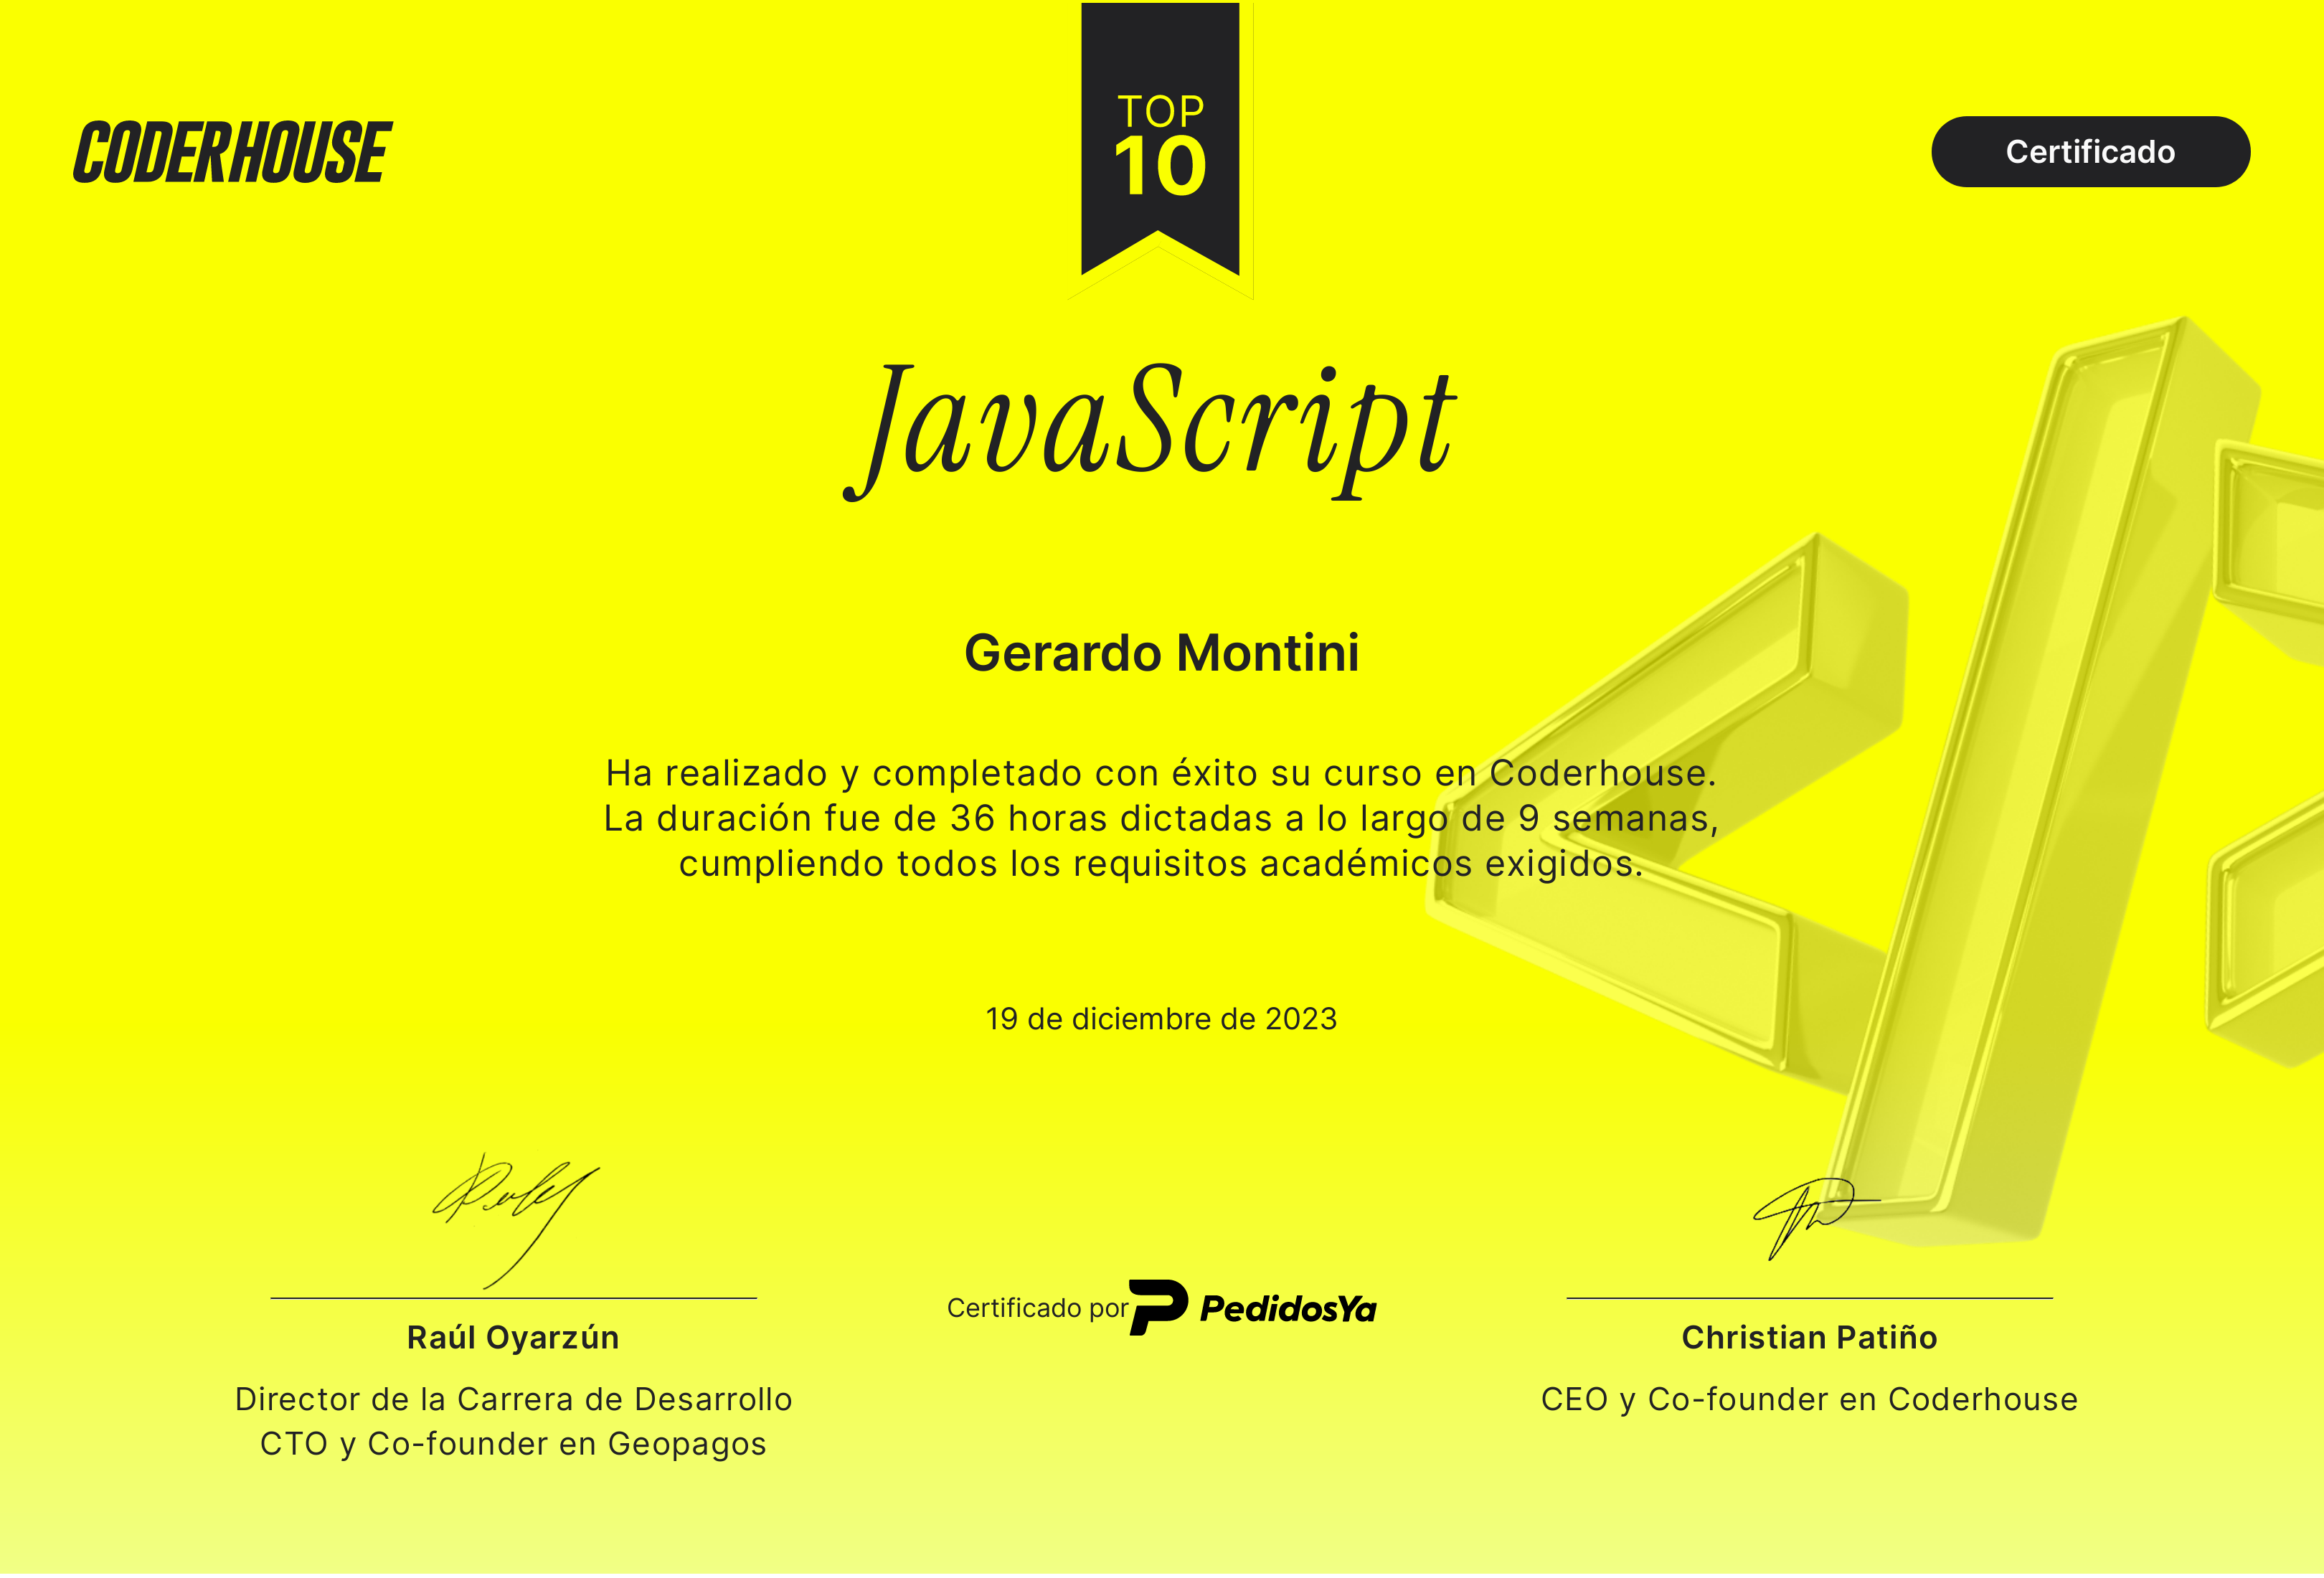 CODERHOUSE
TOP
10
Certificado
JavaScript
Gerardo Montini
Ha realizado y completado con éxito su curso en Coderhouse.
La duración fue de 36 horas dictadas a lo largo de 9 semanas,
cumpliendo todos los requisitos académicos exigidos.
19 de diciembre de 2023
Raúl Oyarzún
Director de la Carrera de Desarrollo
CTO y Co-founder en Geopagos
Certificado por PedidosYa
Christian Patiño
CEO y Co-founder en Coderhouse